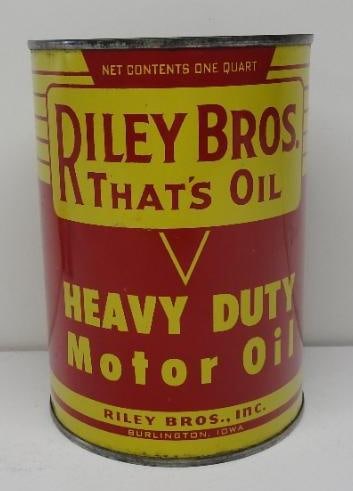 NET CONTENTS ONE QUART
RILEY BROS.
THAT'S OIL
HEAVY DUTY
Motor Oil
RILEY BROS., INC.
BURLINGTON, IOWA